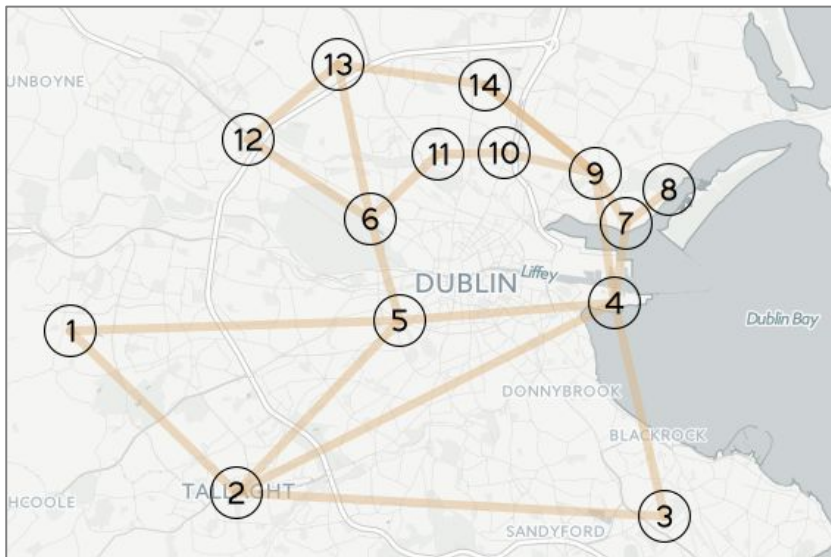 13
UNBOYNE
14
12
11
10
9
8
6
7
DUBLIN
Liffey
4
1
5
Dublin Bay
DONNYBROOK
BLACKROCK
TALLAGHT
2
HCOOLE
3
SANDYFORD